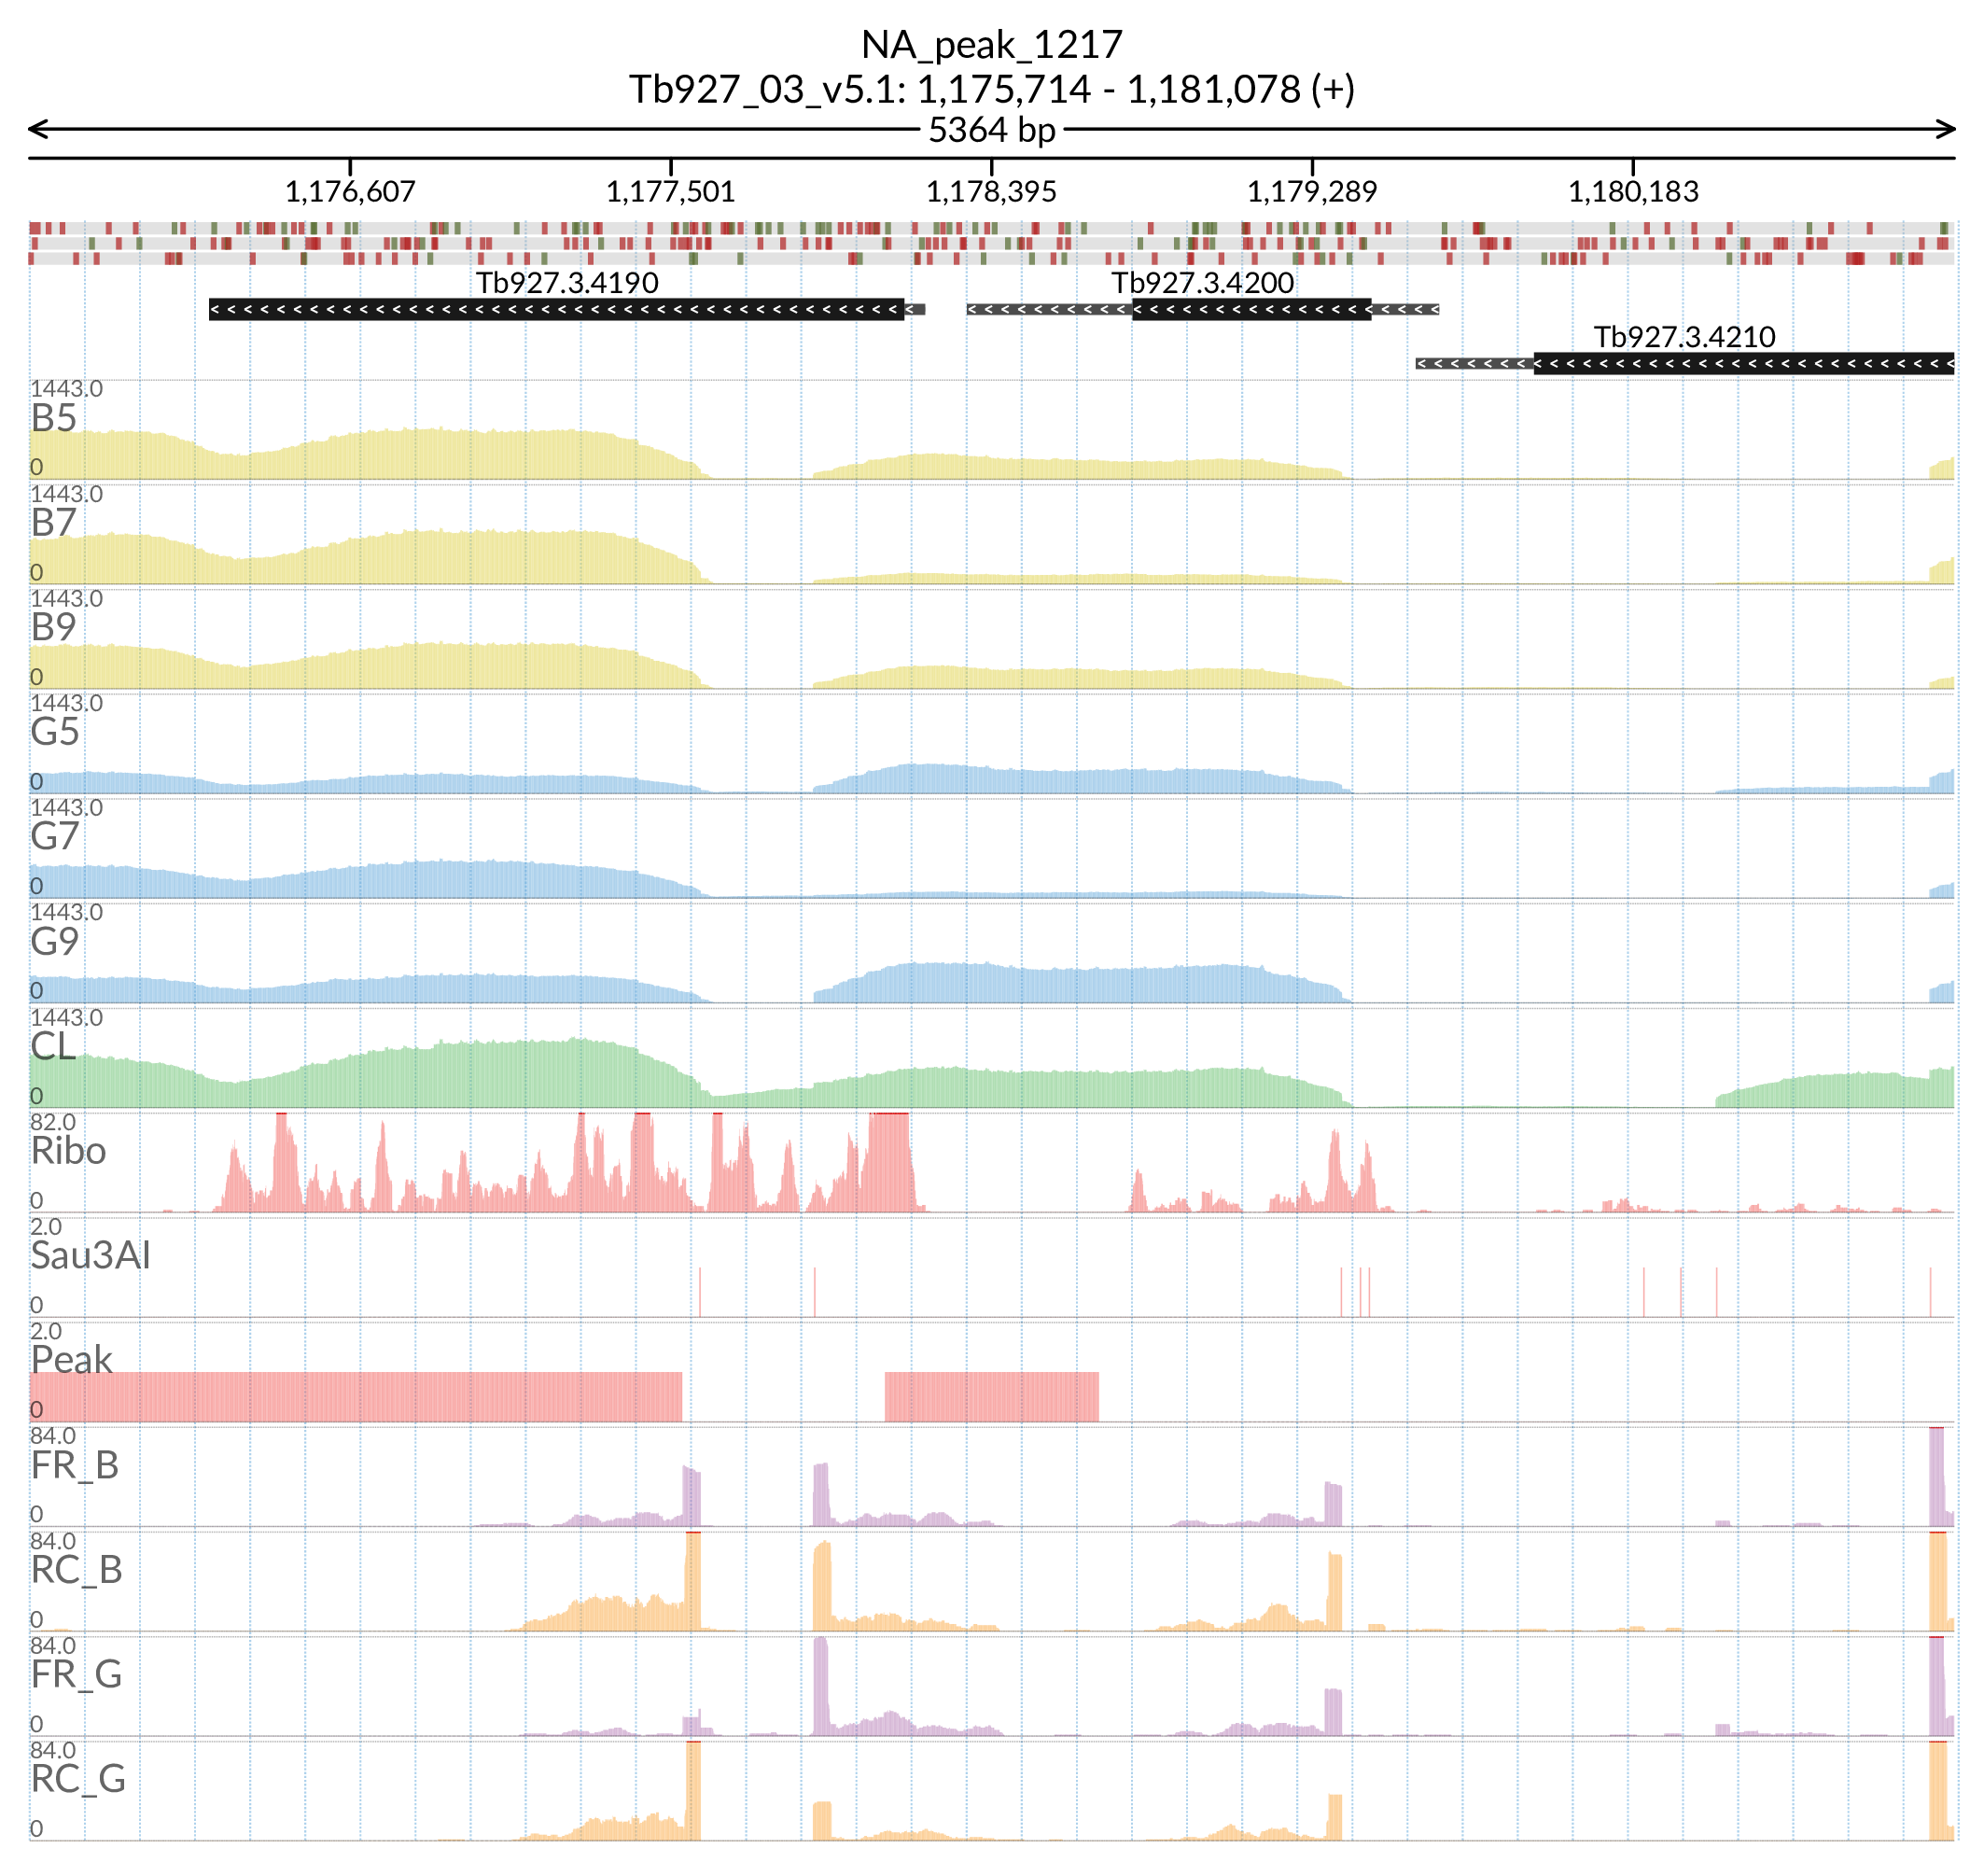 NA_peak_1217
Tb927_03_v5.1: 1,175,714 - 1,181,078 (+)
5364 bp
1,176,607 1,177,501 1,178,395 1,179,289 1,180,183
Tb927.3.4190 Tb927.3.4200
Tb927.3.4210
1443.0
B5
0
1443.0
B7
0
1443.0
B9
0
1443.0
G5
0
1443.0
G7
0
1443.0
G9
0
1443.0
CL
0
82.0
Ribo
0
2.0
Sau3AI
0
2.0
Peak
0
84.0
FR_B
0
84.0
RC_B
0
84.0
FR_G
0
84.0
RC_G
0